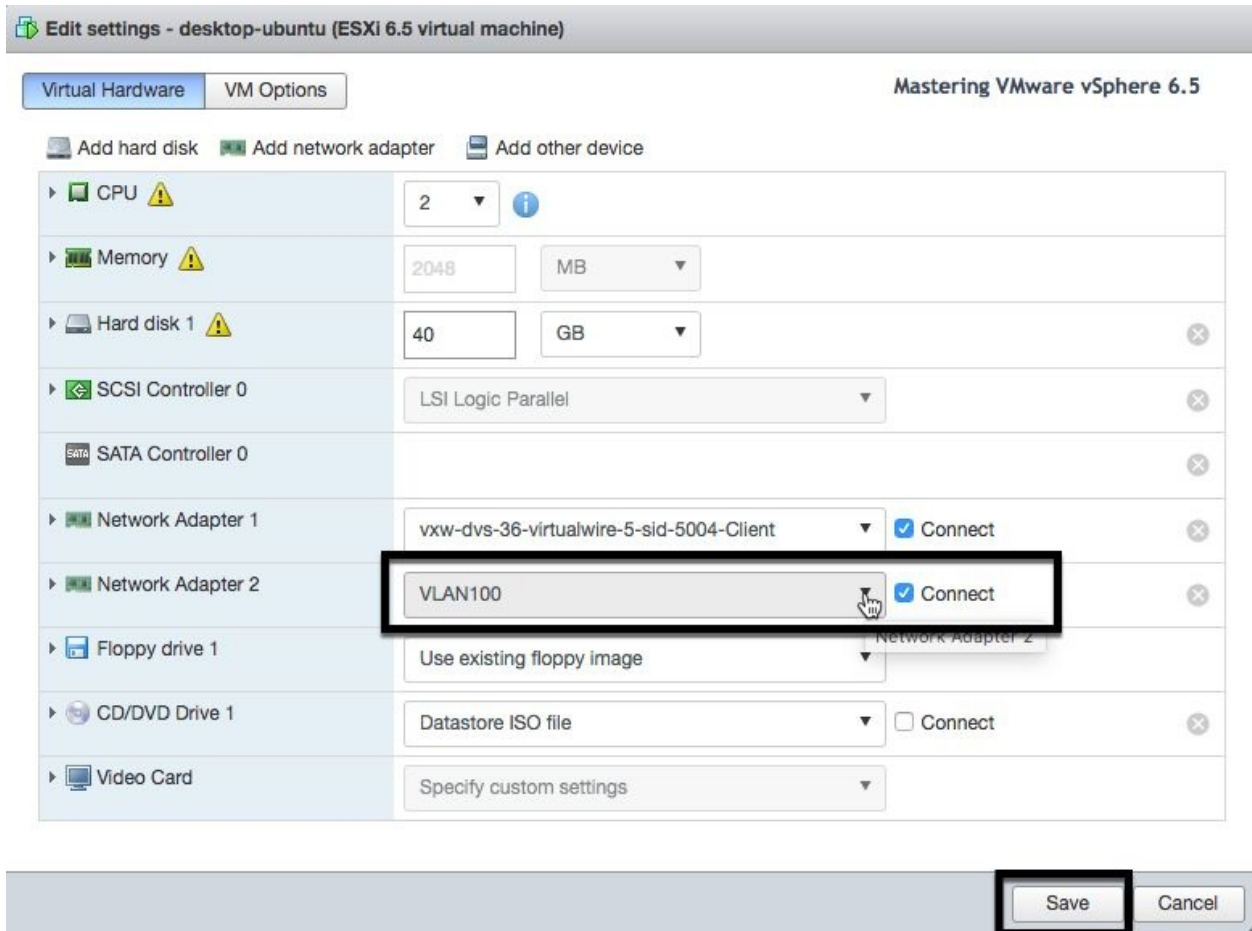 Edit settings - desktop-ubuntu (ESXi 6.5 virtual machine)
Virtual Hardware VM Options Mastering VMware vSphere 6.5
Add hard disk Add network adapter Add other device
CPU 2
Memory 2048 MB
Hard disk 1 40 GB
SCSI Controller 0 LSI Logic Parallel
SATA SATA Controller 0
Network Adapter 1 vxw-dvs-36-virtualwire-5-sid-5004-Client Connect
Network Adapter 2 VLAN100 Connect
Network Adapter 2
Floppy drive 1 Use existing floppy image
CD/DVD Drive 1 Datastore ISO file Connect
Video Card Specify custom settings
Save Cancel